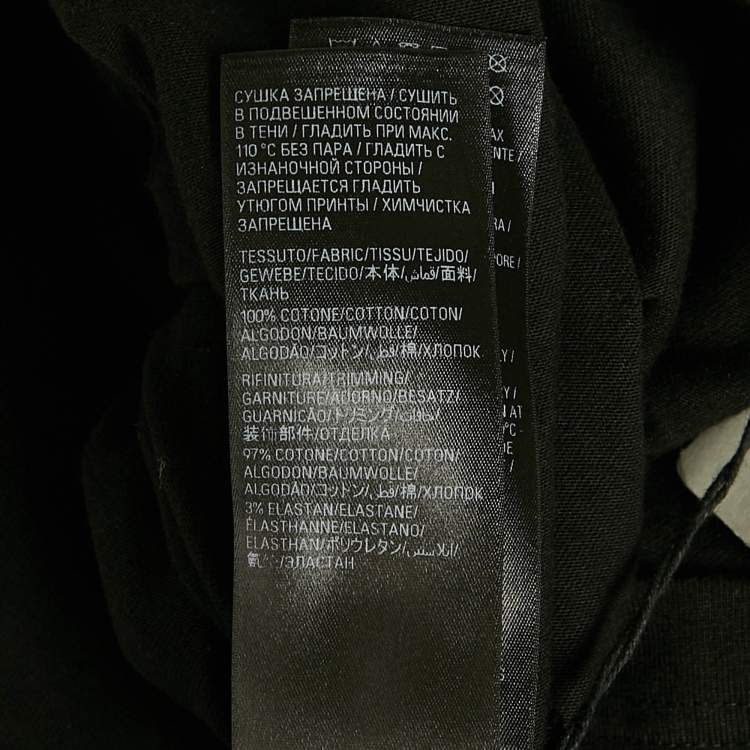 СУШКА ЗАПРЕЩЕНА / СУШИТЬ
В ПОДВЕШЕННОМ СОСТОЯНИИ
В ТЕНИ / ГЛАДИТЬ ПРИ МАКС.
110 °C БЕЗ ПАРА / ГЛАДИТЬ С
ИЗНАНОЧНОЙ СТОРОНЫ /
ЗАПРЕЩАЕТСЯ ГЛАДИТЬ
УТЮГОМ ПРИНТЫ / ХИМЧИСТКА
ЗАПРЕЩЕНА
TESSUTO/FABRIC/TISSU/TEJIDO/
GEWEBE/TECIDO/本体/قماش/面料/
ТКАНЬ
100% COTONE/COTTON/COTON/
ALGODON/BAUMWOLLE/
ALGODÃO/コットン/قطن/棉/ХЛОПОК
RIFINITURA/TRIMMING/
GARNITURE/ADORNO/BESATZ/
GUARNIÇÃO/トリミング/
装饰部件/ОТДЕЛКА
97% COTONE/COTTON/COTON/
ALGODON/BAUMWOLLE/
ALGODÃO/コットン/قطن/棉/ХЛОПОК
3% ELASTAN/ELASTANE/
ÉLASTHANNE/ELASTANO/
ELASTHAN/ポリウレタン/إيلاستين/
氨/ЭЛАСТАН